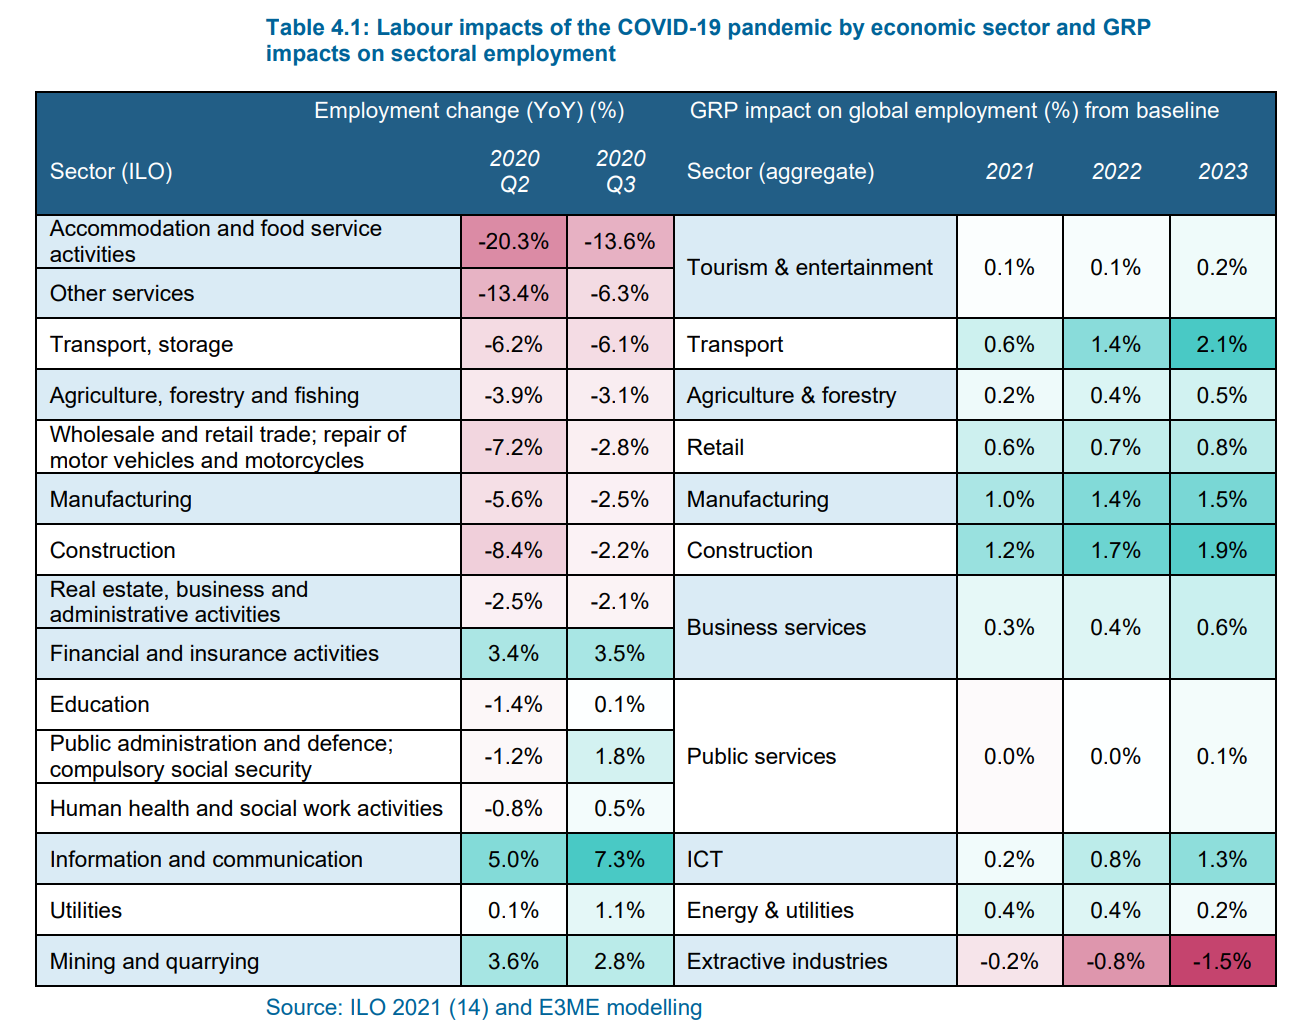 Table 4.1: Labour impacts of the COVID-19 pandemic by economic sector and GRP
impacts on sectoral employment
Employment change (YoY) (%) GRP impact on global employment (%) from baseline
Sector (ILO) 2020 Q2 2020 Q3 Sector (aggregate) 2021 2022 2023
Accommodation and food service
activities -20.3% -13.6%
Tourism & entertainment 0.1% 0.1% 0.2%
Other services -13.4% -6.3%
Transport, storage -6.2% -6.1% Transport 0.6% 1.4% 2.1%
Agriculture, forestry and fishing -3.9% -3.1% Agriculture & forestry 0.2% 0.4% 0.5%
Wholesale and retail trade; repair of
motor vehicles and motorcycles -7.2% -2.8% Retail 0.6% 0.7% 0.8%
Manufacturing -5.6% -2.5% Manufacturing 1.0% 1.4% 1.5%
Construction -8.4% -2.2% Construction 1.2% 1.7% 1.9%
Real estate, business and
administrative activities -2.5% -2.1%
Business services 0.3% 0.4% 0.6%
Financial and insurance activities 3.4% 3.5%
Education -1.4% 0.1%
Public administration and defence;
compulsory social security -1.2% 1.8% Public services 0.0% 0.0% 0.1%
Human health and social work activities -0.8% 0.5%
Information and communication 5.0% 7.3% ICT 0.2% 0.8% 1.3%
Utilities 0.1% 1.1% Energy & utilities 0.4% 0.4% 0.2%
Mining and quarrying 3.6% 2.8% Extractive industries -0.2% -0.8% -1.5%
Source: ILO 2021 (14) and E3ME modelling